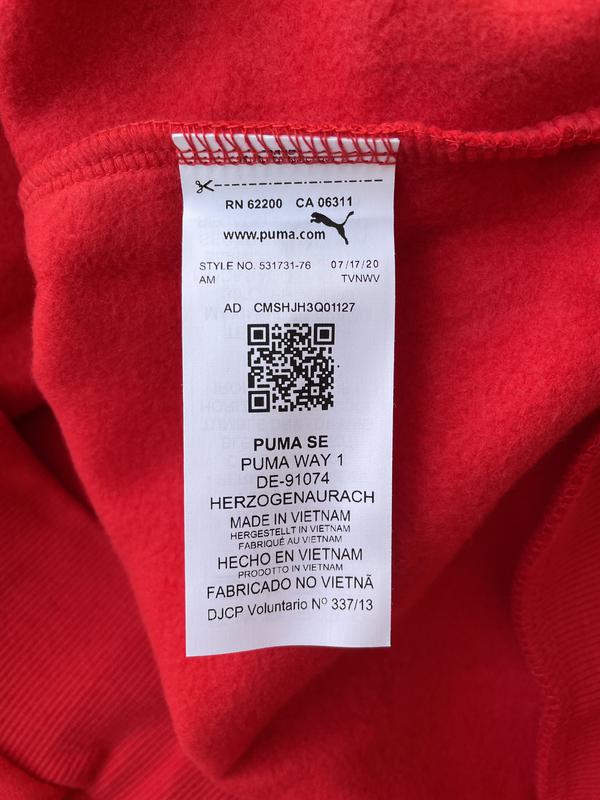 RN 62200 CA 06311
www.puma.com
STYLE NO. 531731-76 07/17/20
AM TVNWV
AD CMSHJH3Q01127
PUMA SE
PUMA WAY 1
DE-91074
HERZOGENAURACH
MADE IN VIETNAM
HERGESTELLT IN VIETNAM
FABRIQUÉ AU VIETNAM
HECHO EN VIETNAM
PRODOTTO IN VIETNAM
FABRICADO NO VIETNÃ
DJCP Voluntario Nº 337/13